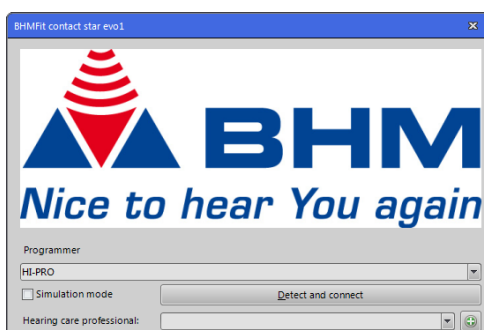 BHMFit contact star evo1
BHM
Nice to hear You again
Programmer
HI-PRO
Simulation mode
Detect and connect
Hearing care professional: